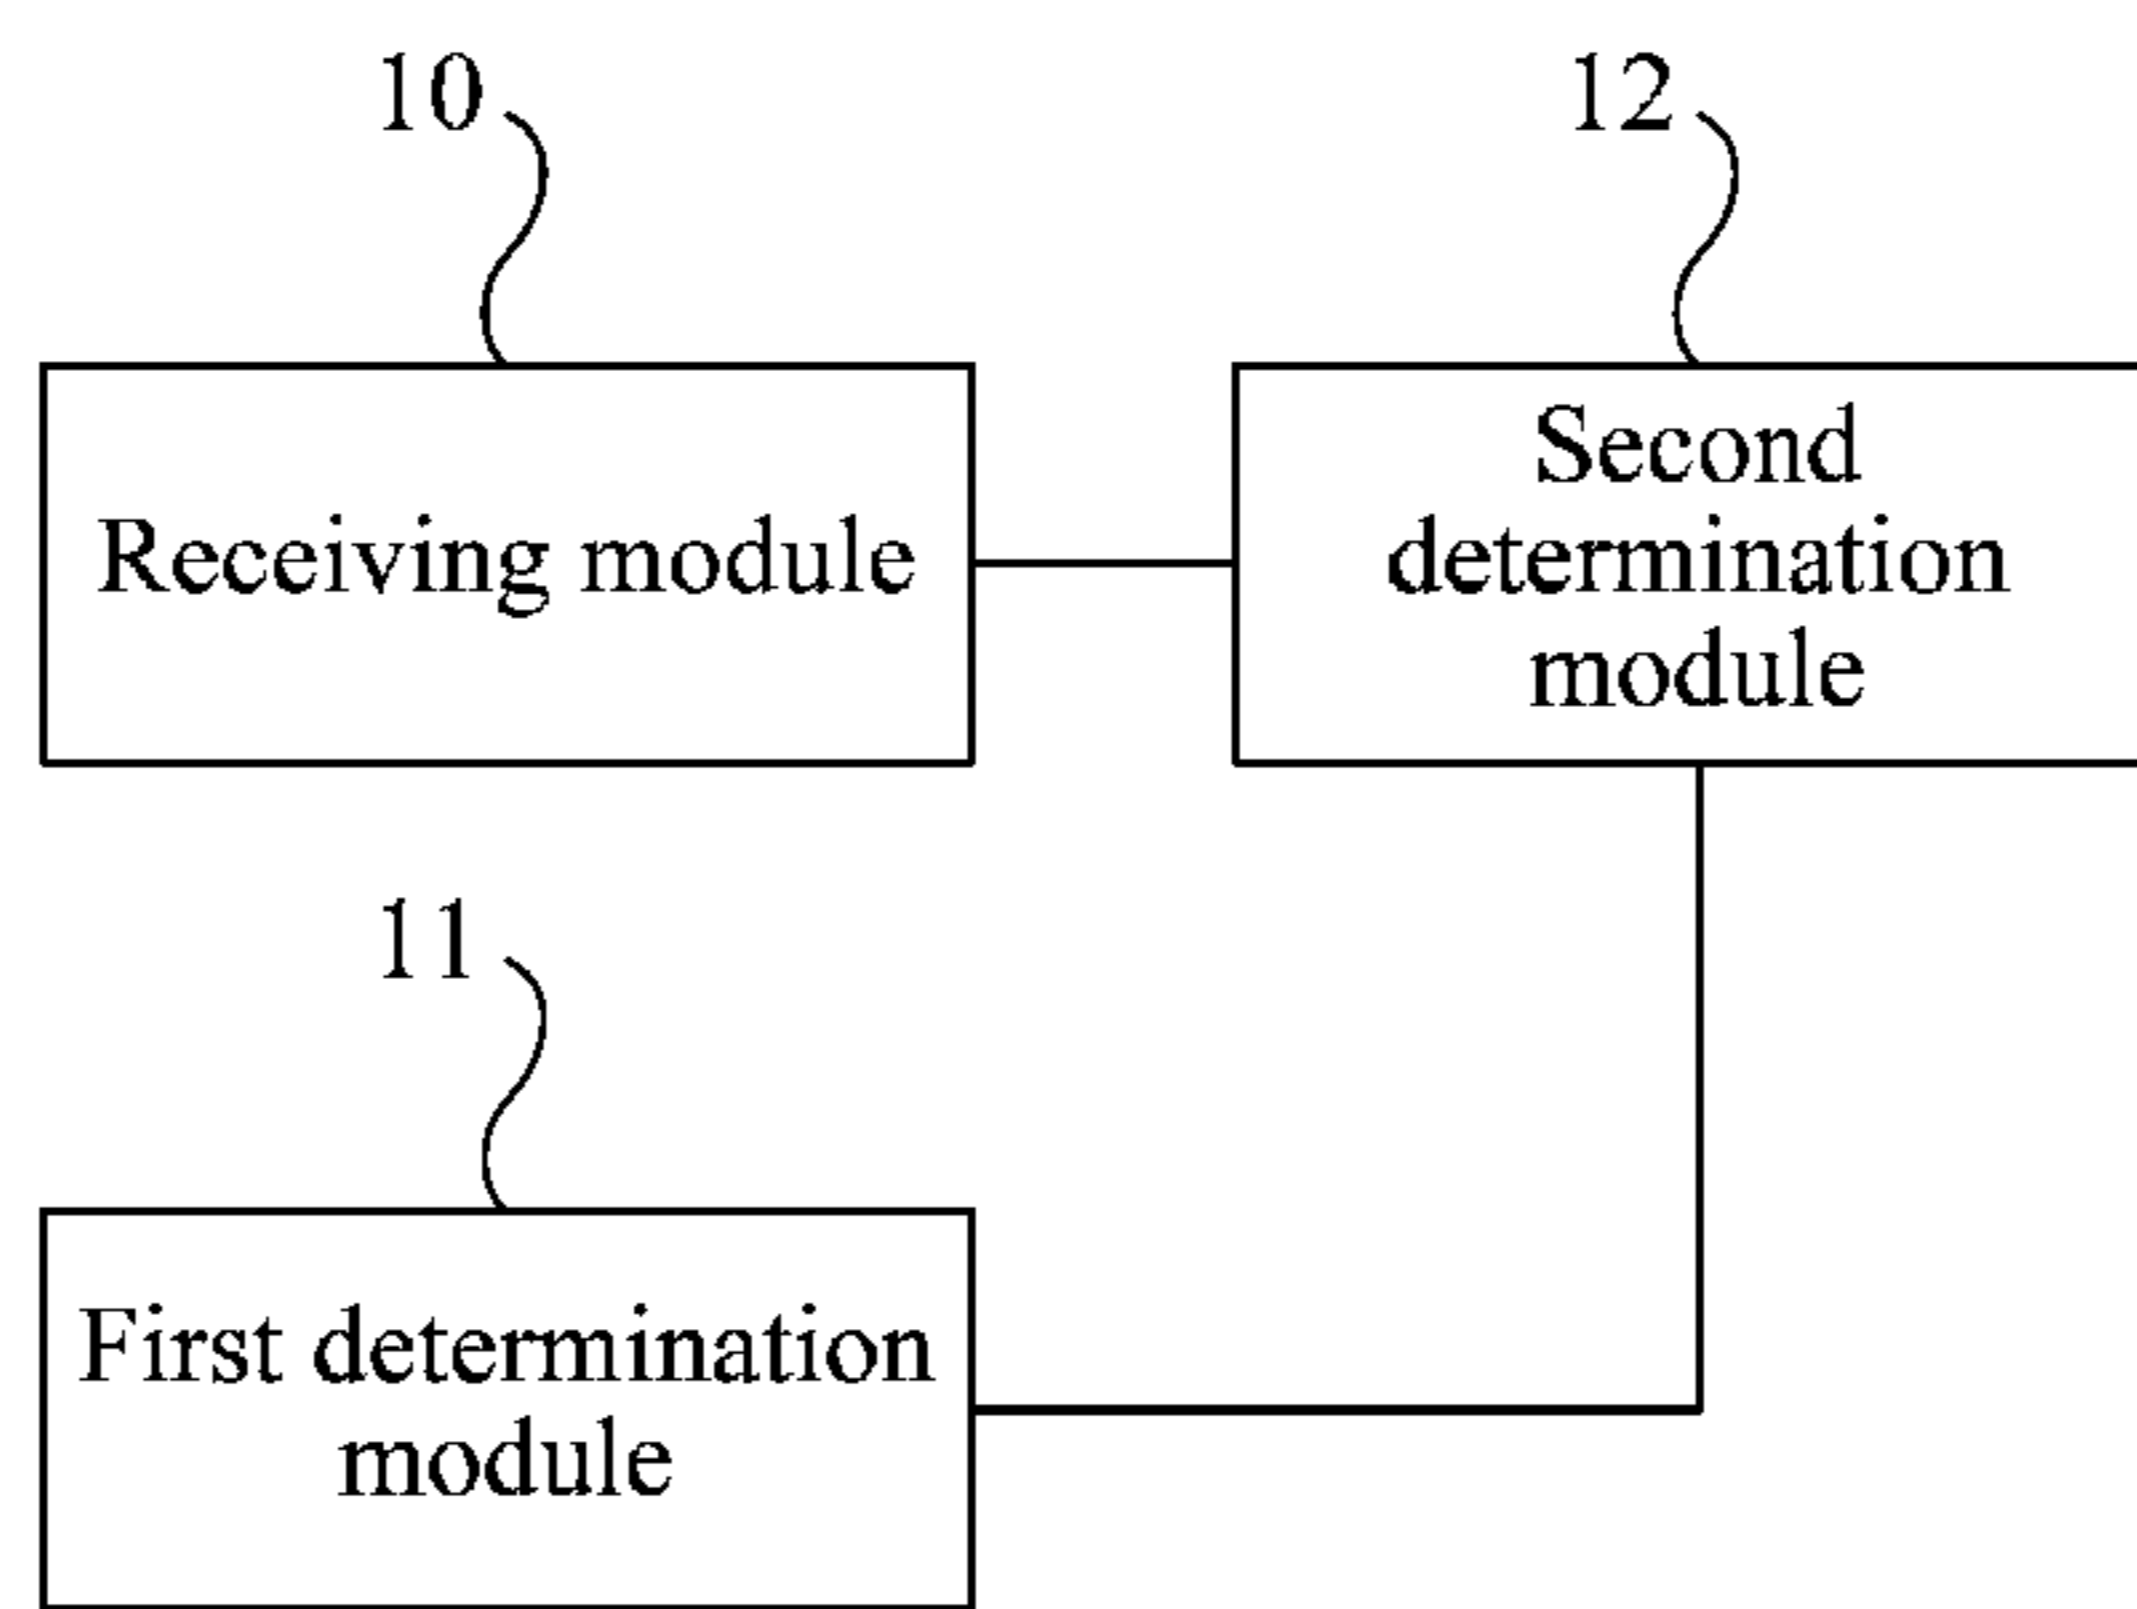 10
12
Receiving module
Second
determination
module
11
First determination
module